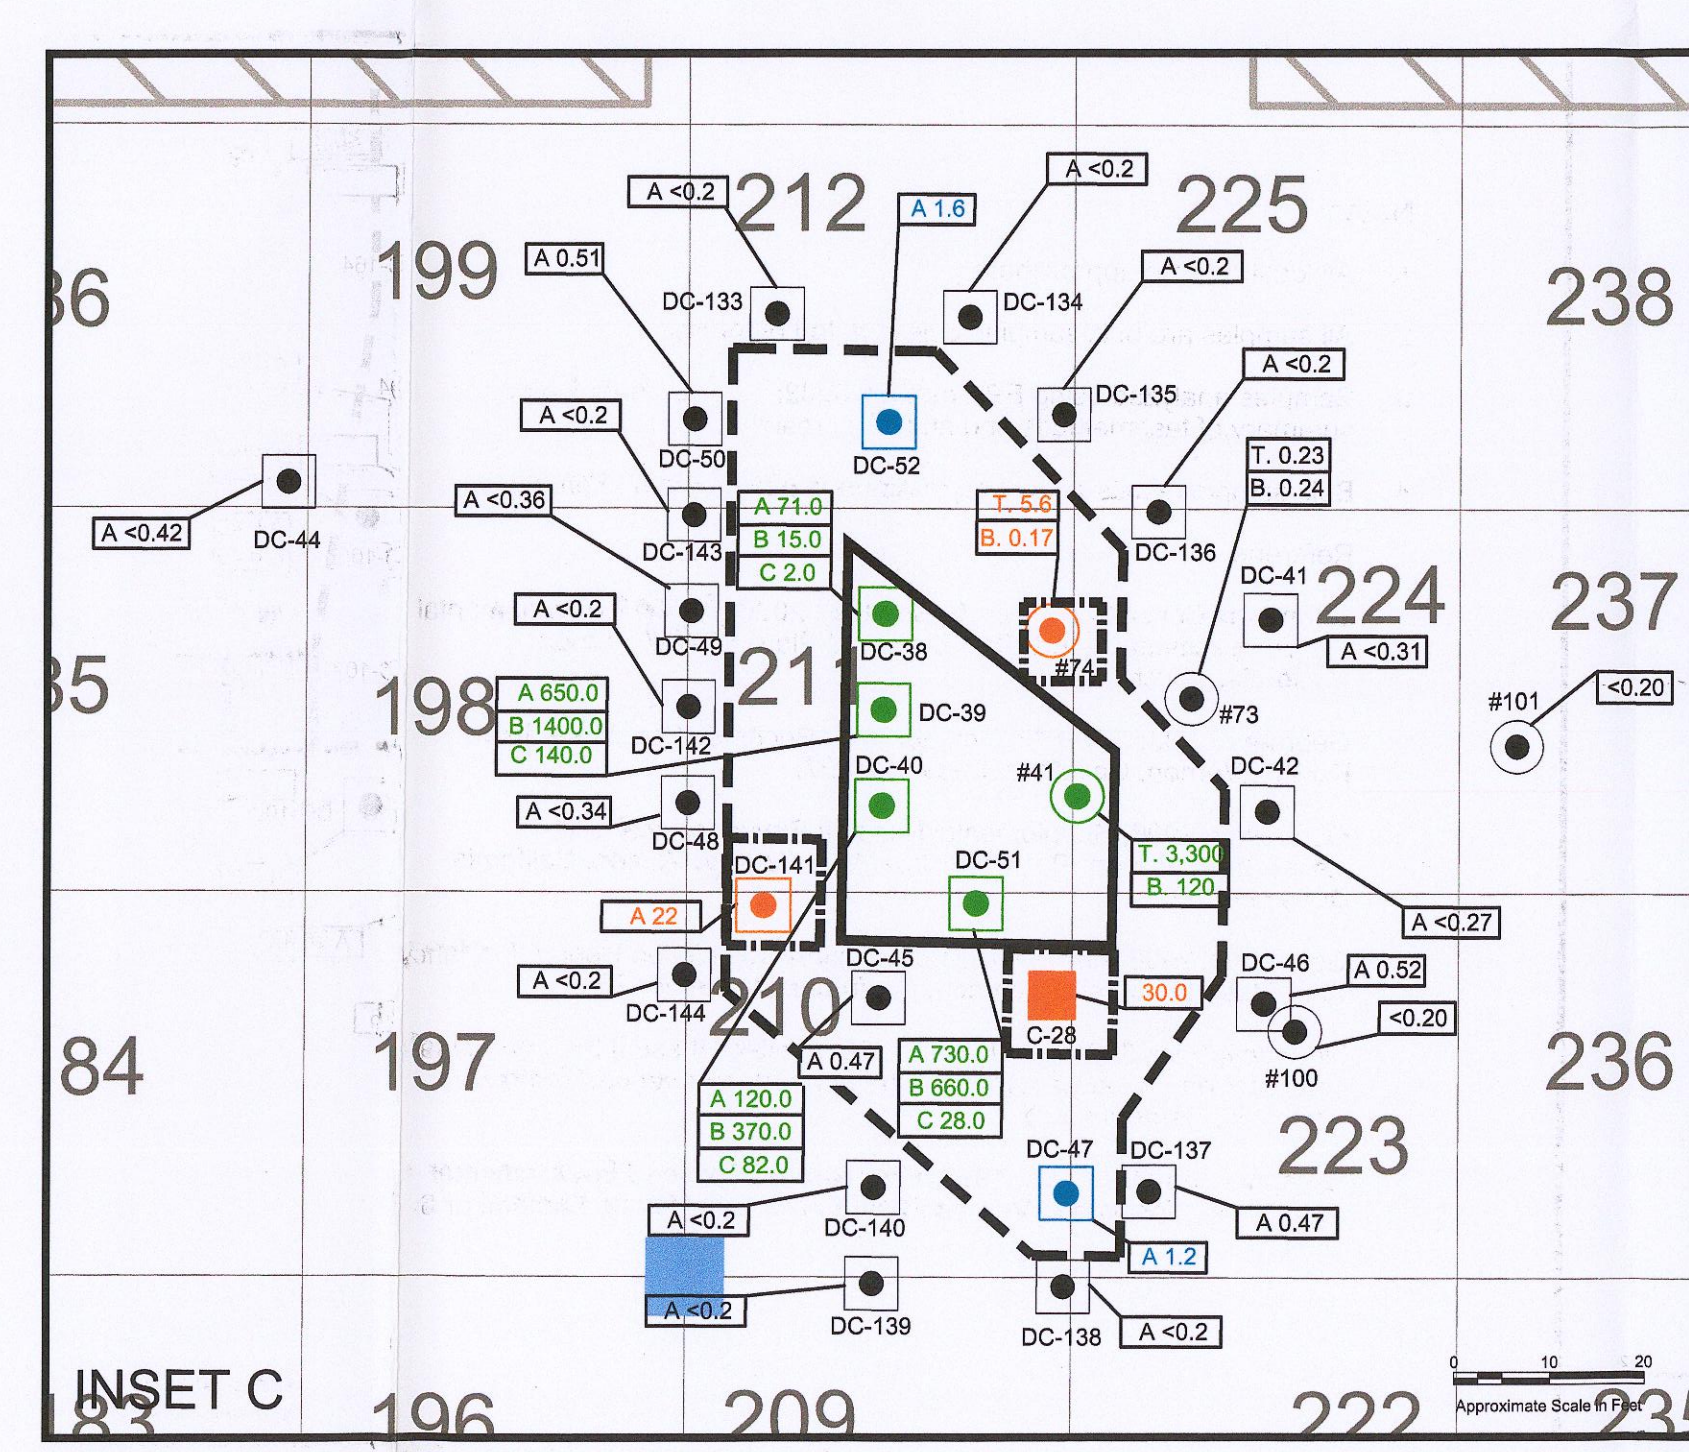 A <0.2
212
A <0.2
A 1.6
225
A 0.51
A <0.2
199
86
238
DC-133
DC-134
A <0.2
DC-135
A <0.2
DC-50
DC-52
T. 0.23
B. 0.24
A <0.36
A 71.0
B 15.0
C 2.0
T. 5.6
B. 0.17
A <0.42
DC-44
DC-143
DC-136
DC-41
224
237
A <0.2
DC-49
DC-38
#74
A <0.31
85
198
211
A 650.0
B 1400.0
C 140.0
DC-39
#73
#101
<0.20
DC-142
DC-40
#41
DC-42
A <0.34
DC-48
DC-141
DC-51
T. 3,300
B. 120
A 22
A <0.27
DC-45
DC-46
A 0.52
A <0.2
DC-144
210
30.0
C-28
<0.20
84
197
A 0.47
A 730.0
B 660.0
C 28.0
#100
236
A 120.0
B 370.0
C 82.0
223
DC-47
DC-137
A <0.2
DC-140
A 0.47
A 1.2
A <0.2
DC-139
DC-138
A <0.2
0 10 20
Approximate Scale In Feet
INSET C
183
196
209
222
235